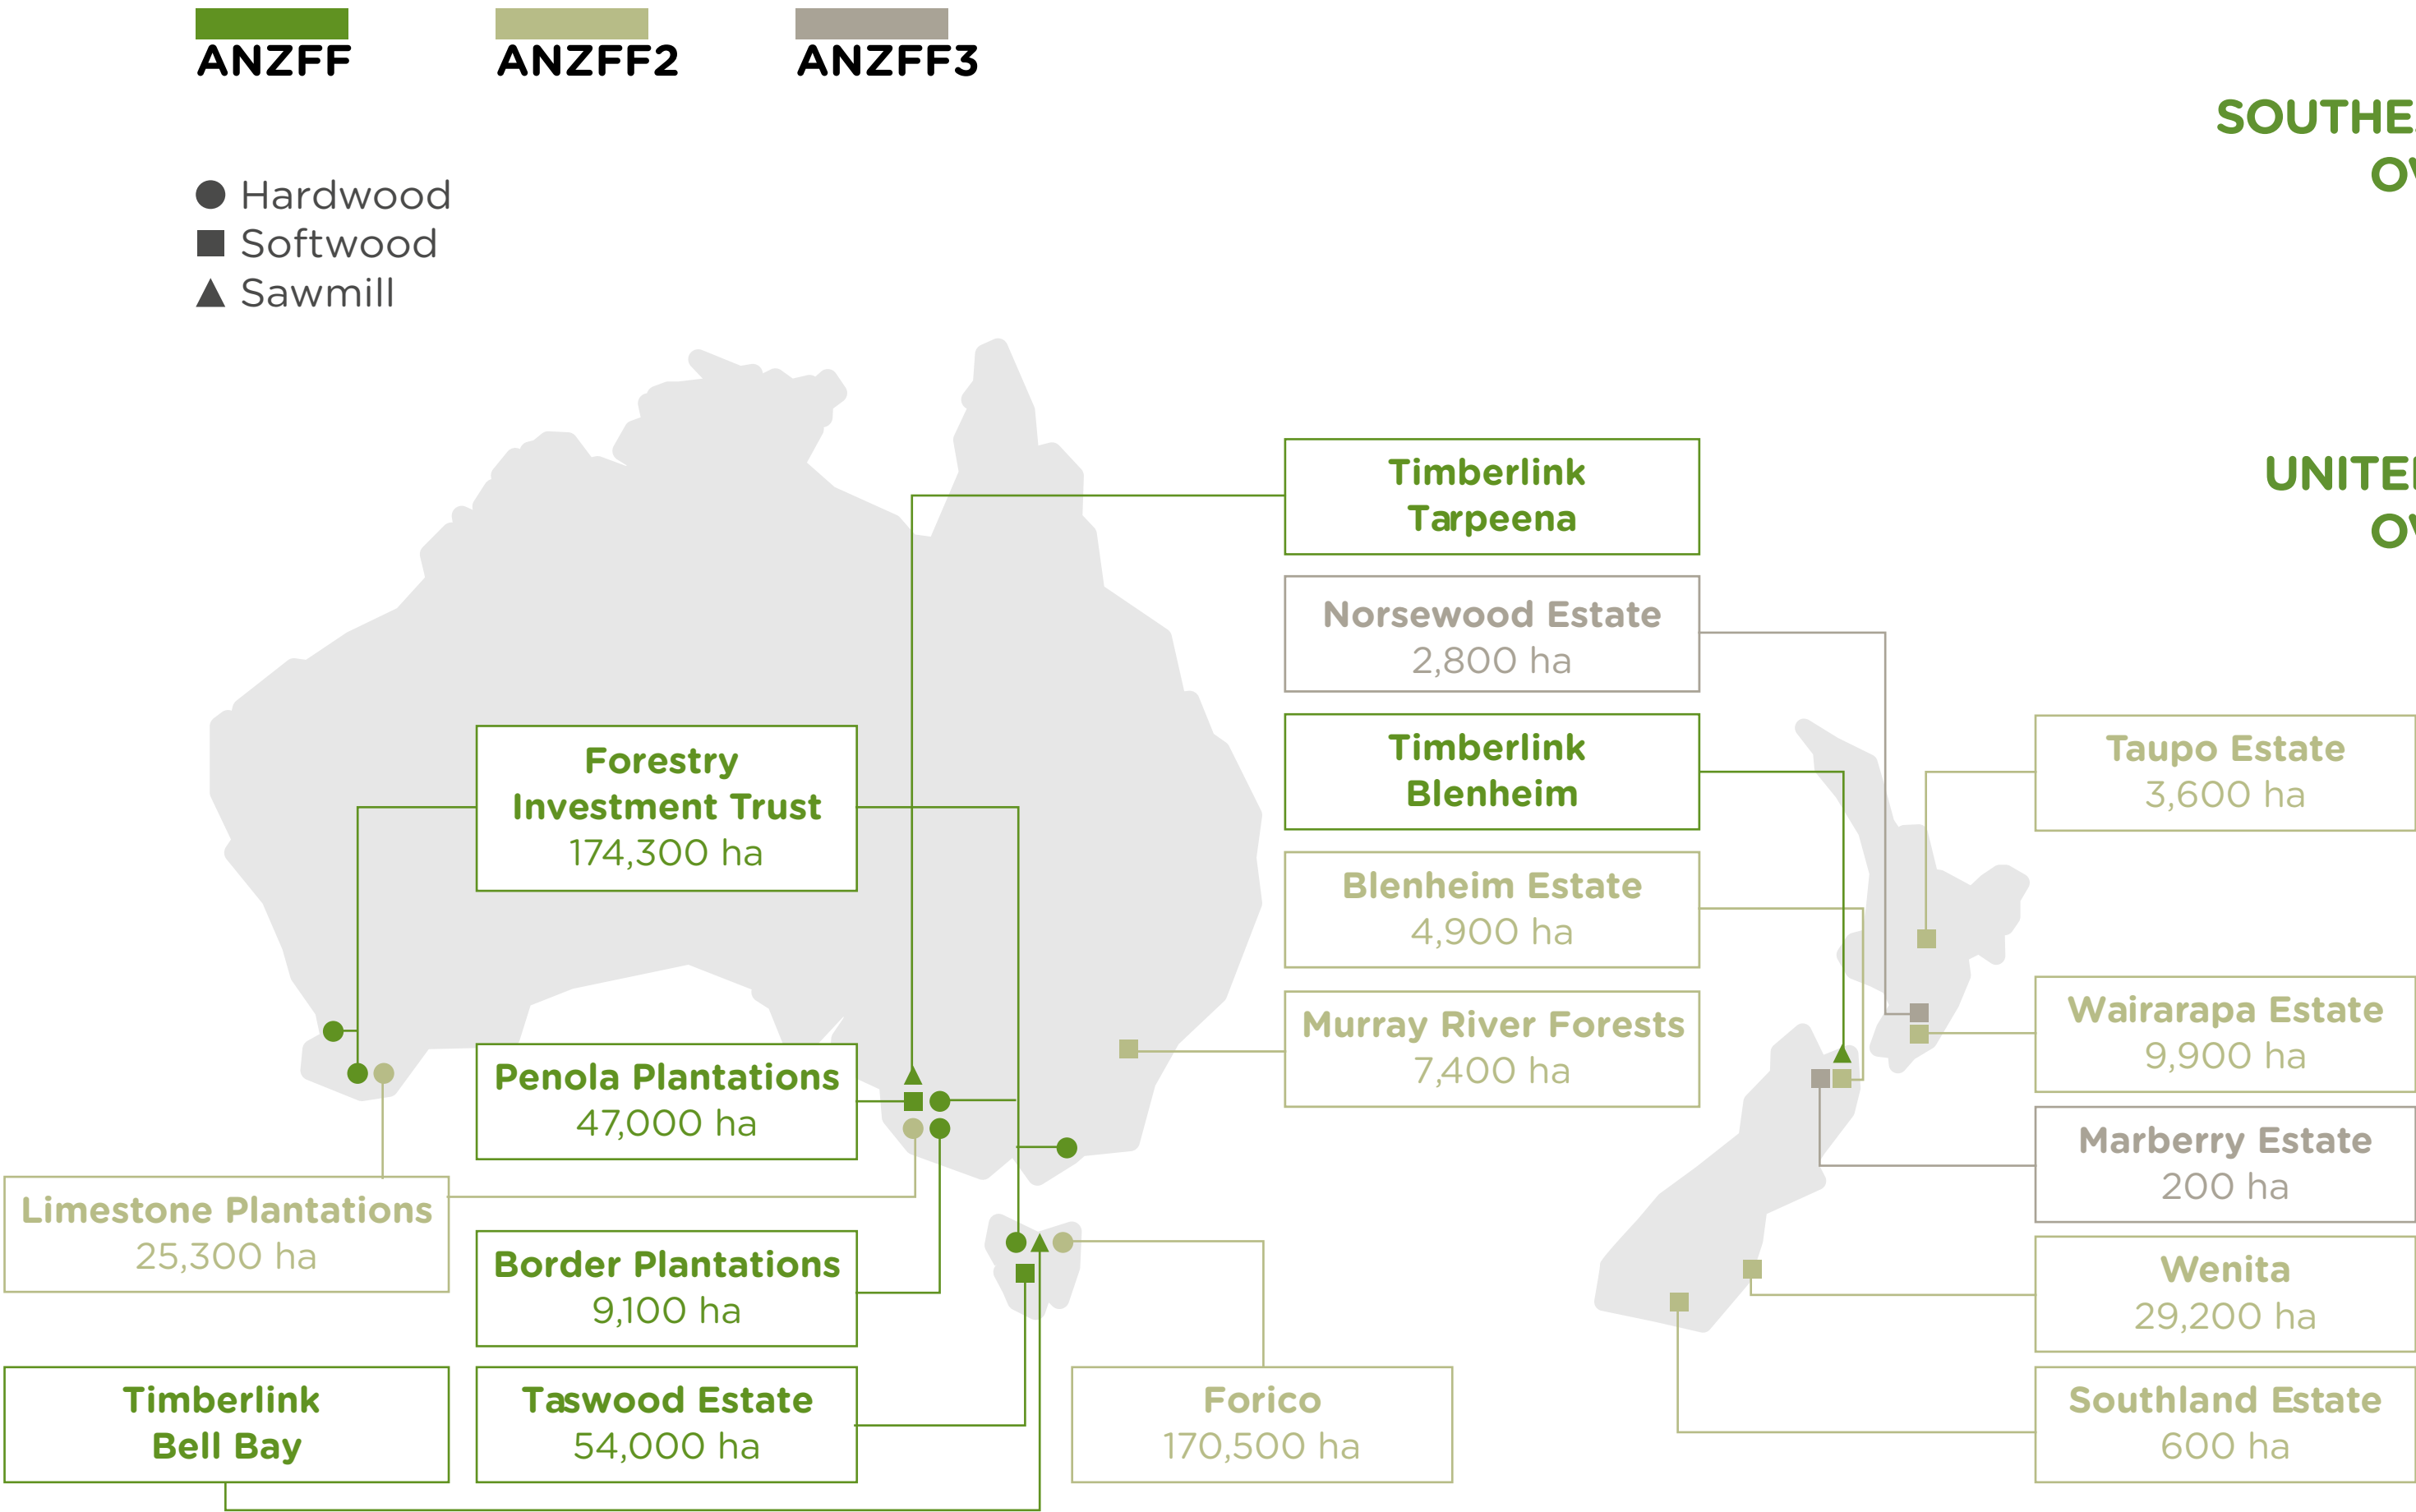 ANZFF
ANZFF2
ANZFF3
Hardwood
Softwood
Sawmill
Timberlink
Tarpeena
Norsewood Estate
2,800 ha
Timberlink
Blenheim
Blenheim Estate
4,900 ha
Murray River Forests
7,400 ha
Forestry
Investment Trust
174,300 ha
Penola Plantations
47,000 ha
Limestone Plantations
25,300 ha
Border Plantations
9,100 ha
Timberlink
Bell Bay
Taswood Estate
54,000 ha
Forico
170,500 ha
Taupo Estate
3,600 ha
Wairarapa Estate
9,900 ha
Marberry Estate
200 ha
Wenita
29,200 ha
Southland Estate
600 ha